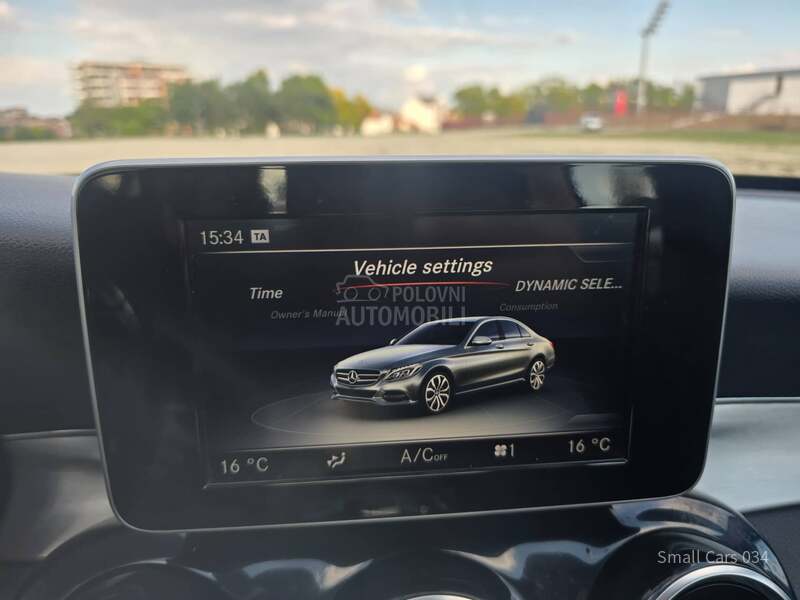 15:34 TA
Vehicle settings
Time
DYNAMIC SELE...
Owner's Manual
Consumption
POLOVNI
AUTOMOBILI
16 °C
A/C OFF
1
16 °C
Small Cars 034